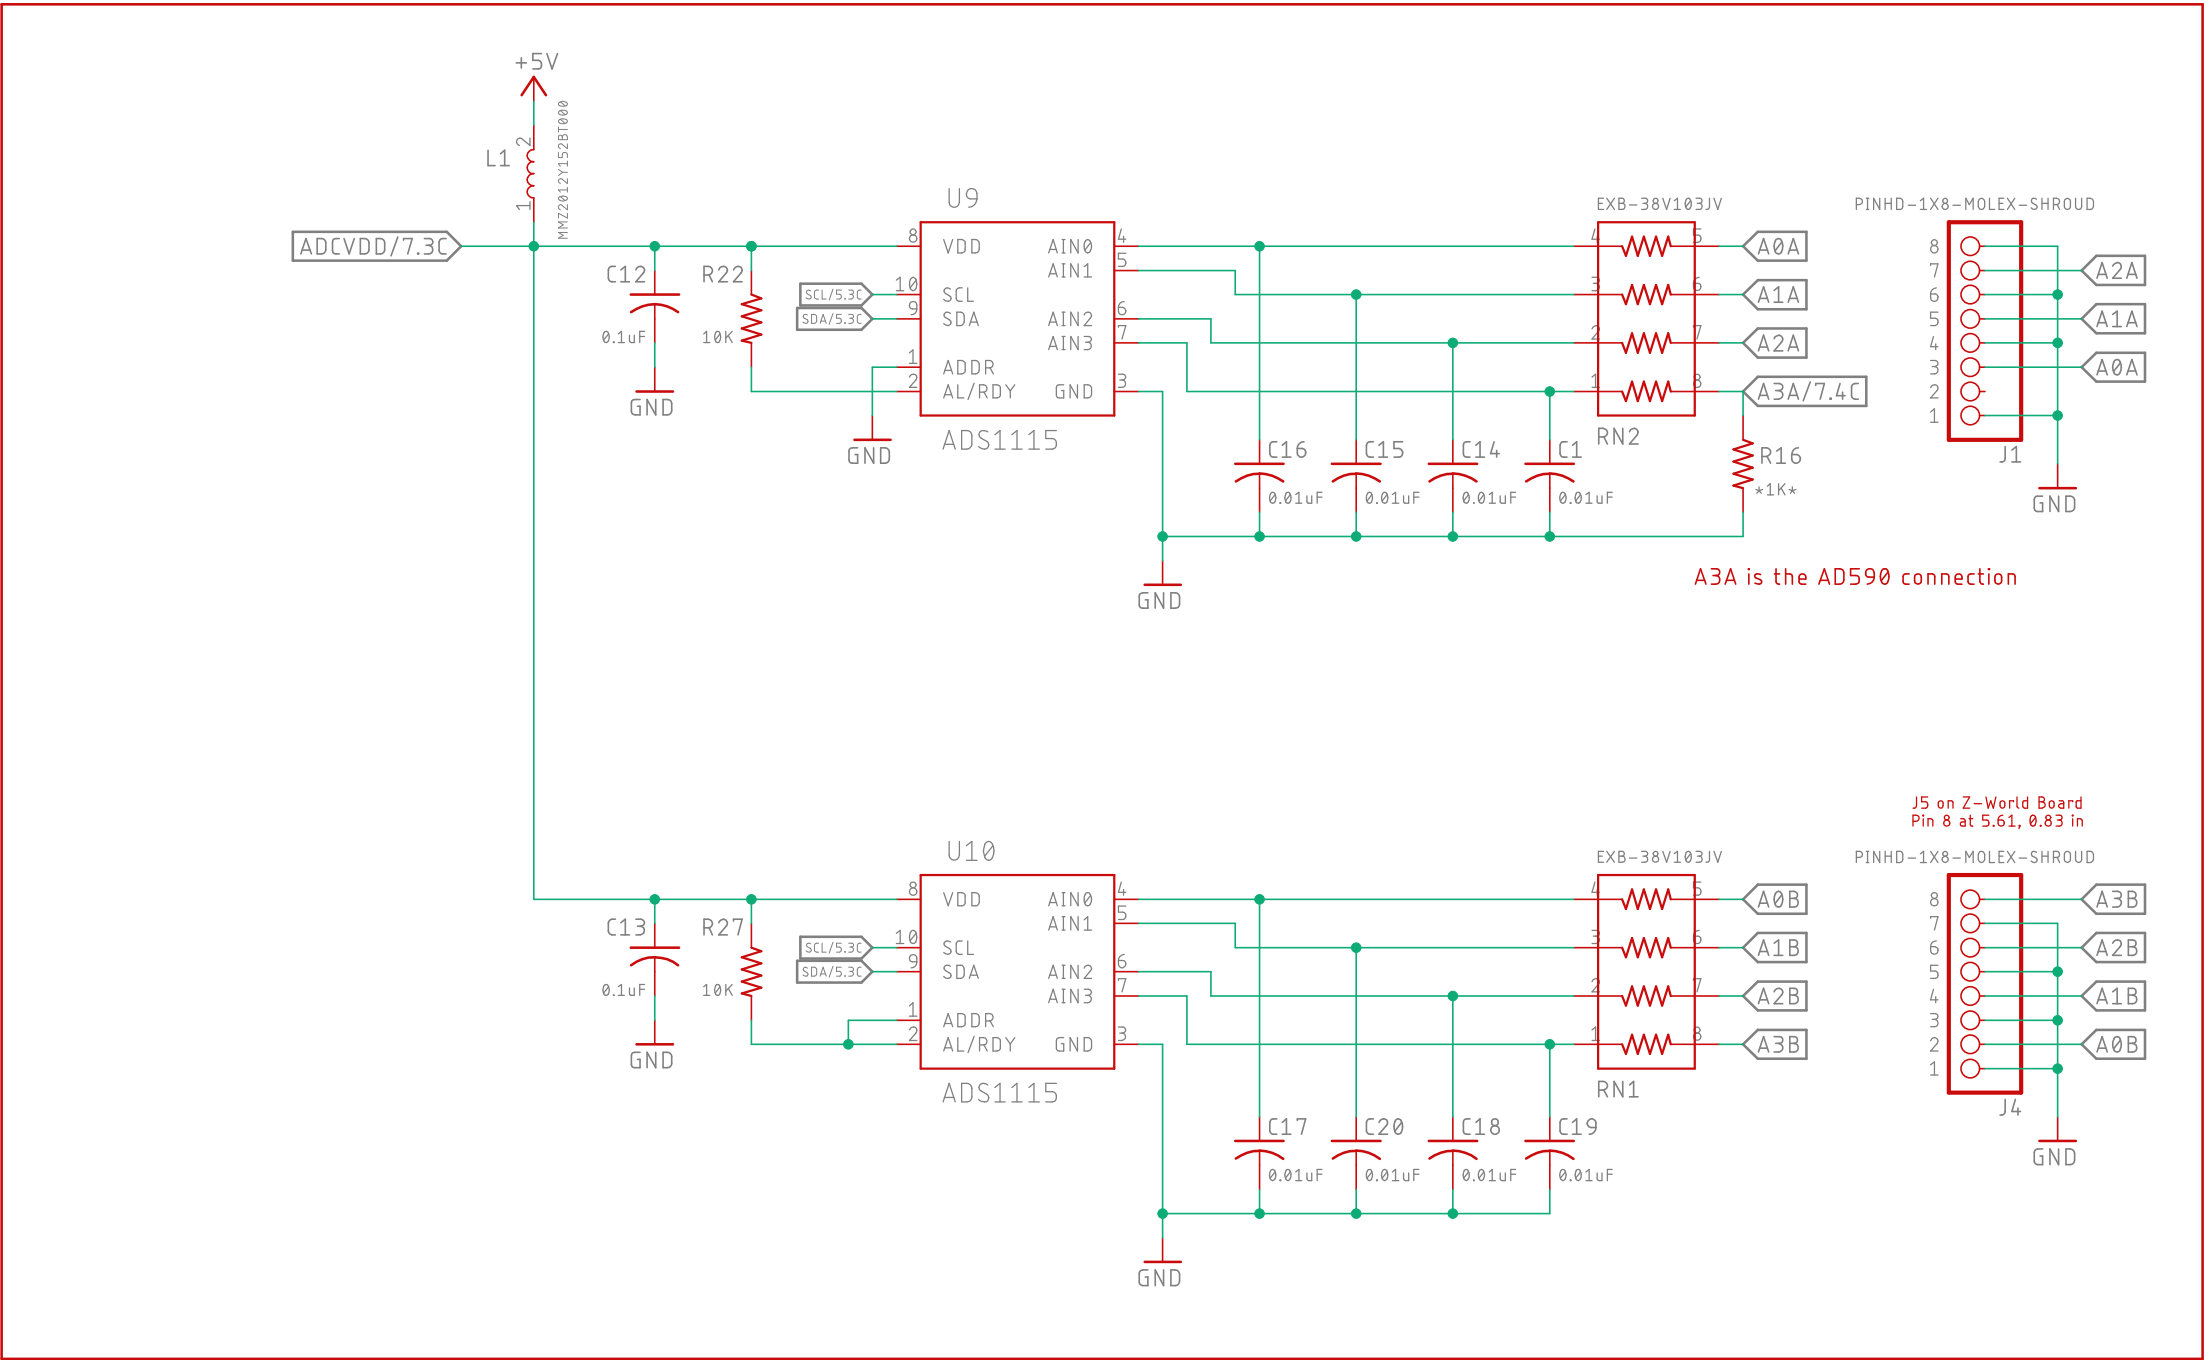 +5V
L1
2
1
MMZ2012Y152BT000
ADCVDD/7.3C
C12
0.1uF
GND
R22
10K
SCL/5.3C
SDA/5.3C
GND
U9
8 VDD
10 SCL
9 SDA
1 ADDR
2 AL/RDY
AIN0 4
AIN1 5
AIN2 6
AIN3 7
GND 3
ADS1115
C16
0.01uF
C15
0.01uF
C14
0.01uF
C1
0.01uF
GND
EXB-38V103JV
4 5
3 6
2 7
1 8
RN2
A0A
A1A
A2A
A3A/7.4C
R16
*1K*
A3A is the AD590 connection
PINHD-1X8-MOLEX-SHROUD
8
7 A2A
6
5 A1A
4
3 A0A
2
1
J1
GND
C13
0.1uF
GND
R27
10K
SCL/5.3C
SDA/5.3C
U10
8 VDD
10 SCL
9 SDA
1 ADDR
2 AL/RDY
AIN0 4
AIN1 5
AIN2 6
AIN3 7
GND 3
ADS1115
C17
0.01uF
C20
0.01uF
C18
0.01uF
C19
0.01uF
GND
EXB-38V103JV
4 5
3 6
2 7
1 8
RN1
A0B
A1B
A2B
A3B
J5 on Z-World Board
Pin 8 at 5.61, 0.83 in
PINHD-1X8-MOLEX-SHROUD
8 A3B
7
6 A2B
5
4 A1B
3
2 A0B
1
J4
GND